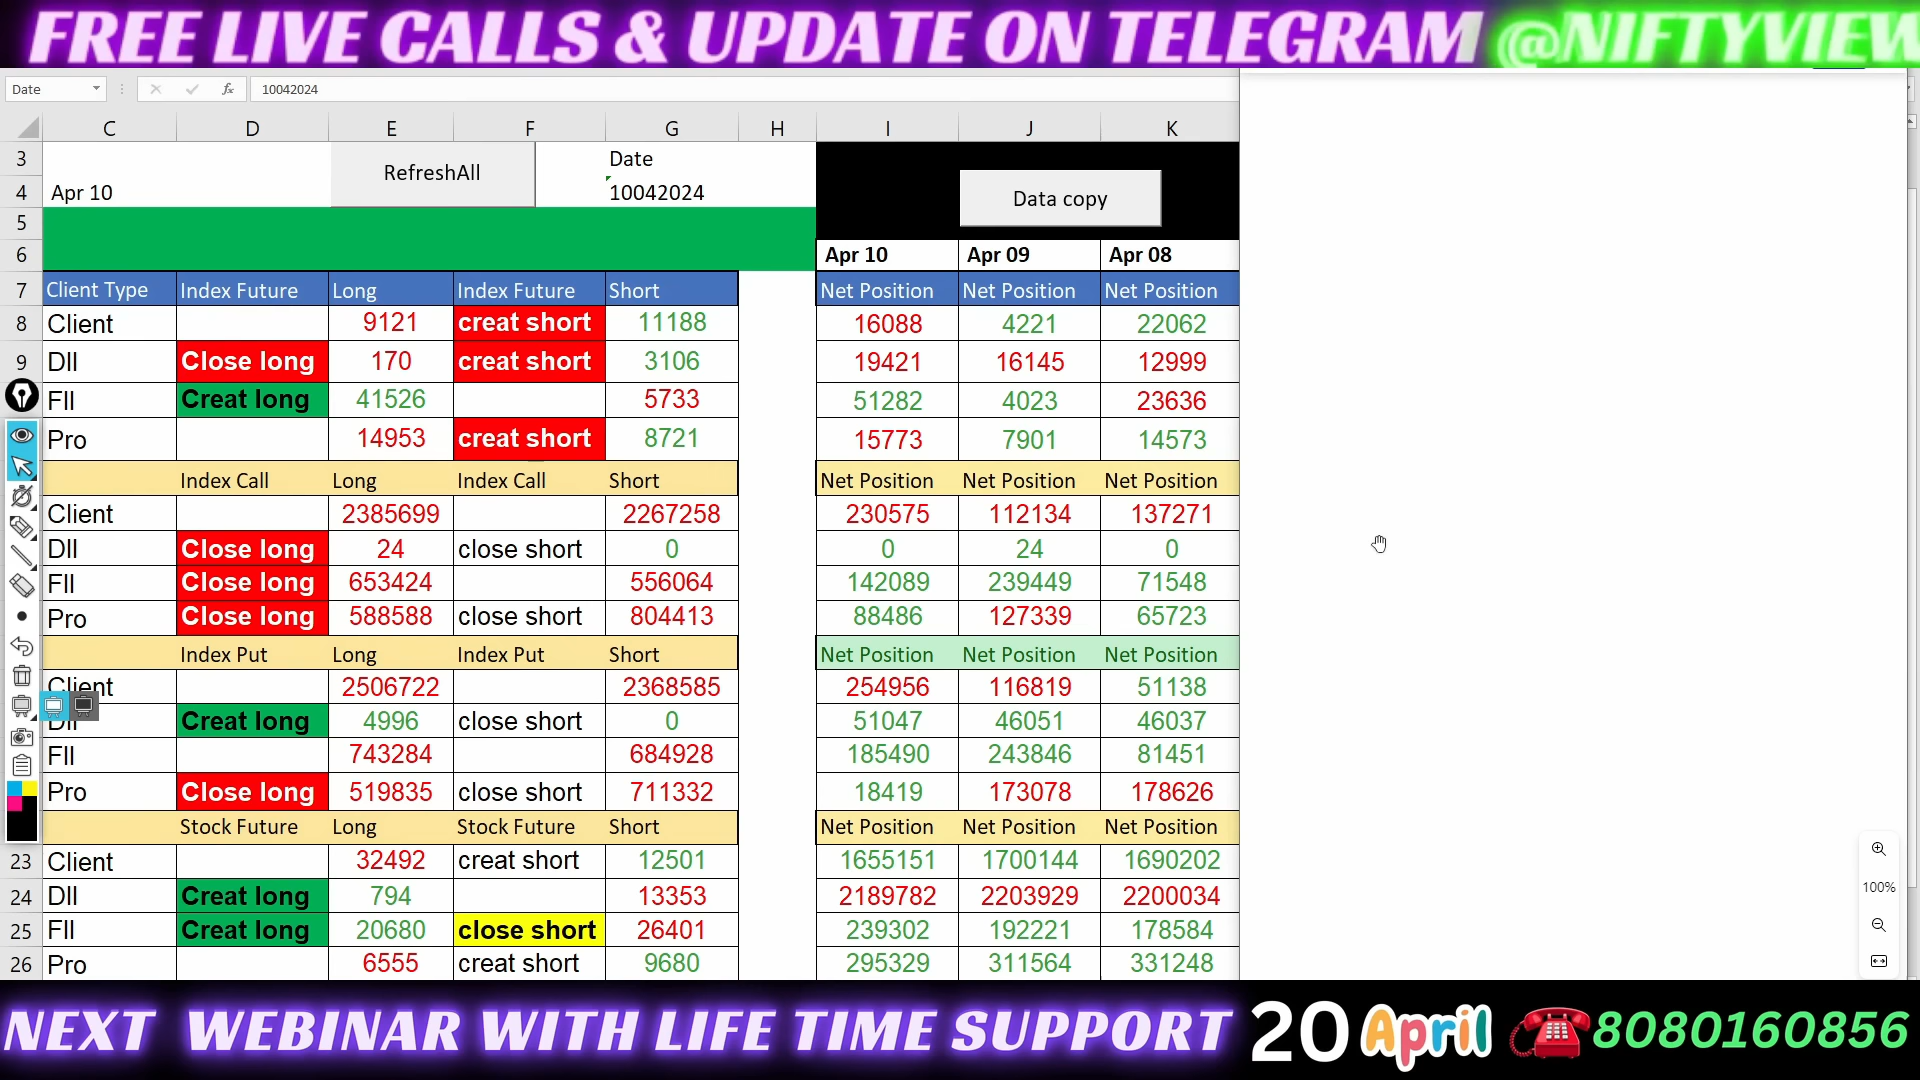 FREE LIVE CALLS & UPDATE ON TELEGRAM @NIFTYVIEW
Date fx 10042024
C D E F G H I J K
3 RefreshAll Date
4 Apr 10 10042024 Data copy
5
6 Apr 10 Apr 09 Apr 08
7 Client Type Index Future Long Index Future Short Net Position Net Position Net Position
8 Client 9121 creat short 11188 16088 4221 22062
9 DII Close long 170 creat short 3106 19421 16145 12999
FII Creat long 41526 5733 51282 4023 23636
Pro 14953 creat short 8721 15773 7901 14573
Index Call Long Index Call Short Net Position Net Position Net Position
Client 2385699 2267258 230575 112134 137271
DII Close long 24 close short 0 0 24 0
FII Close long 653424 556064 142089 239449 71548
Pro Close long 588588 close short 804413 88486 127339 65723
Index Put Long Index Put Short Net Position Net Position Net Position
Client 2506722 2368585 254956 116819 51138
DII Creat long 4996 close short 0 51047 46051 46037
FII 743284 684928 185490 243846 81451
Pro Close long 519835 close short 711332 18419 173078 178626
Stock Future Long Stock Future Short Net Position Net Position Net Position
23 Client 32492 creat short 12501 1655151 1700144 1690202
24 DII Creat long 794 13353 2189782 2203929 2200034
25 FII Creat long 20680 close short 26401 239302 192221 178584
26 Pro 6555 creat short 9680 295329 311564 331248
100%
NEXT WEBINAR WITH LIFE TIME SUPPORT 20 April 8080160856